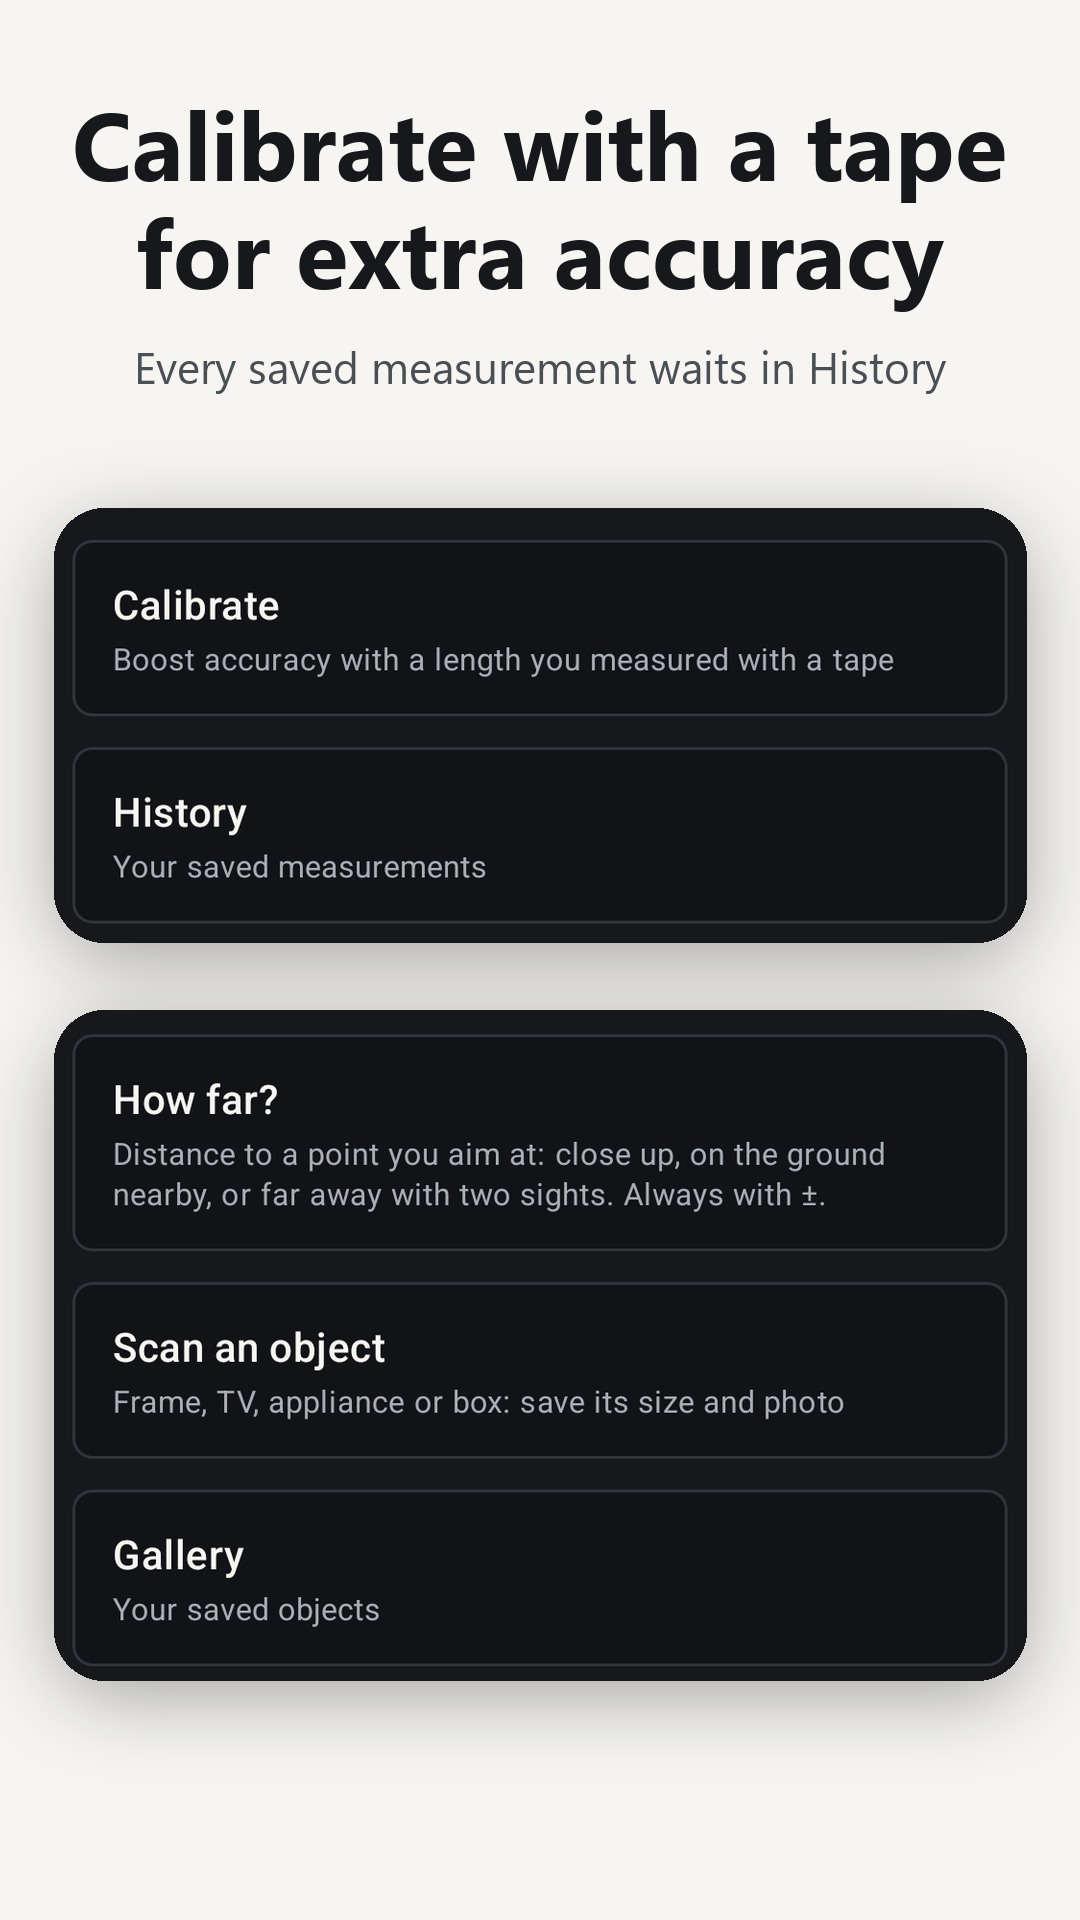 Calibrate with a tape
for extra accuracy
Every saved measurement waits in History
Calibrate
Boost accuracy with a length you measured with a tape
History
Your saved measurements
How far?
Distance to a point you aim at: close up, on the ground
nearby, or far away with two sights. Always with ±.
Scan an object
Frame, TV, appliance or box: save its size and photo
Gallery
Your saved objects